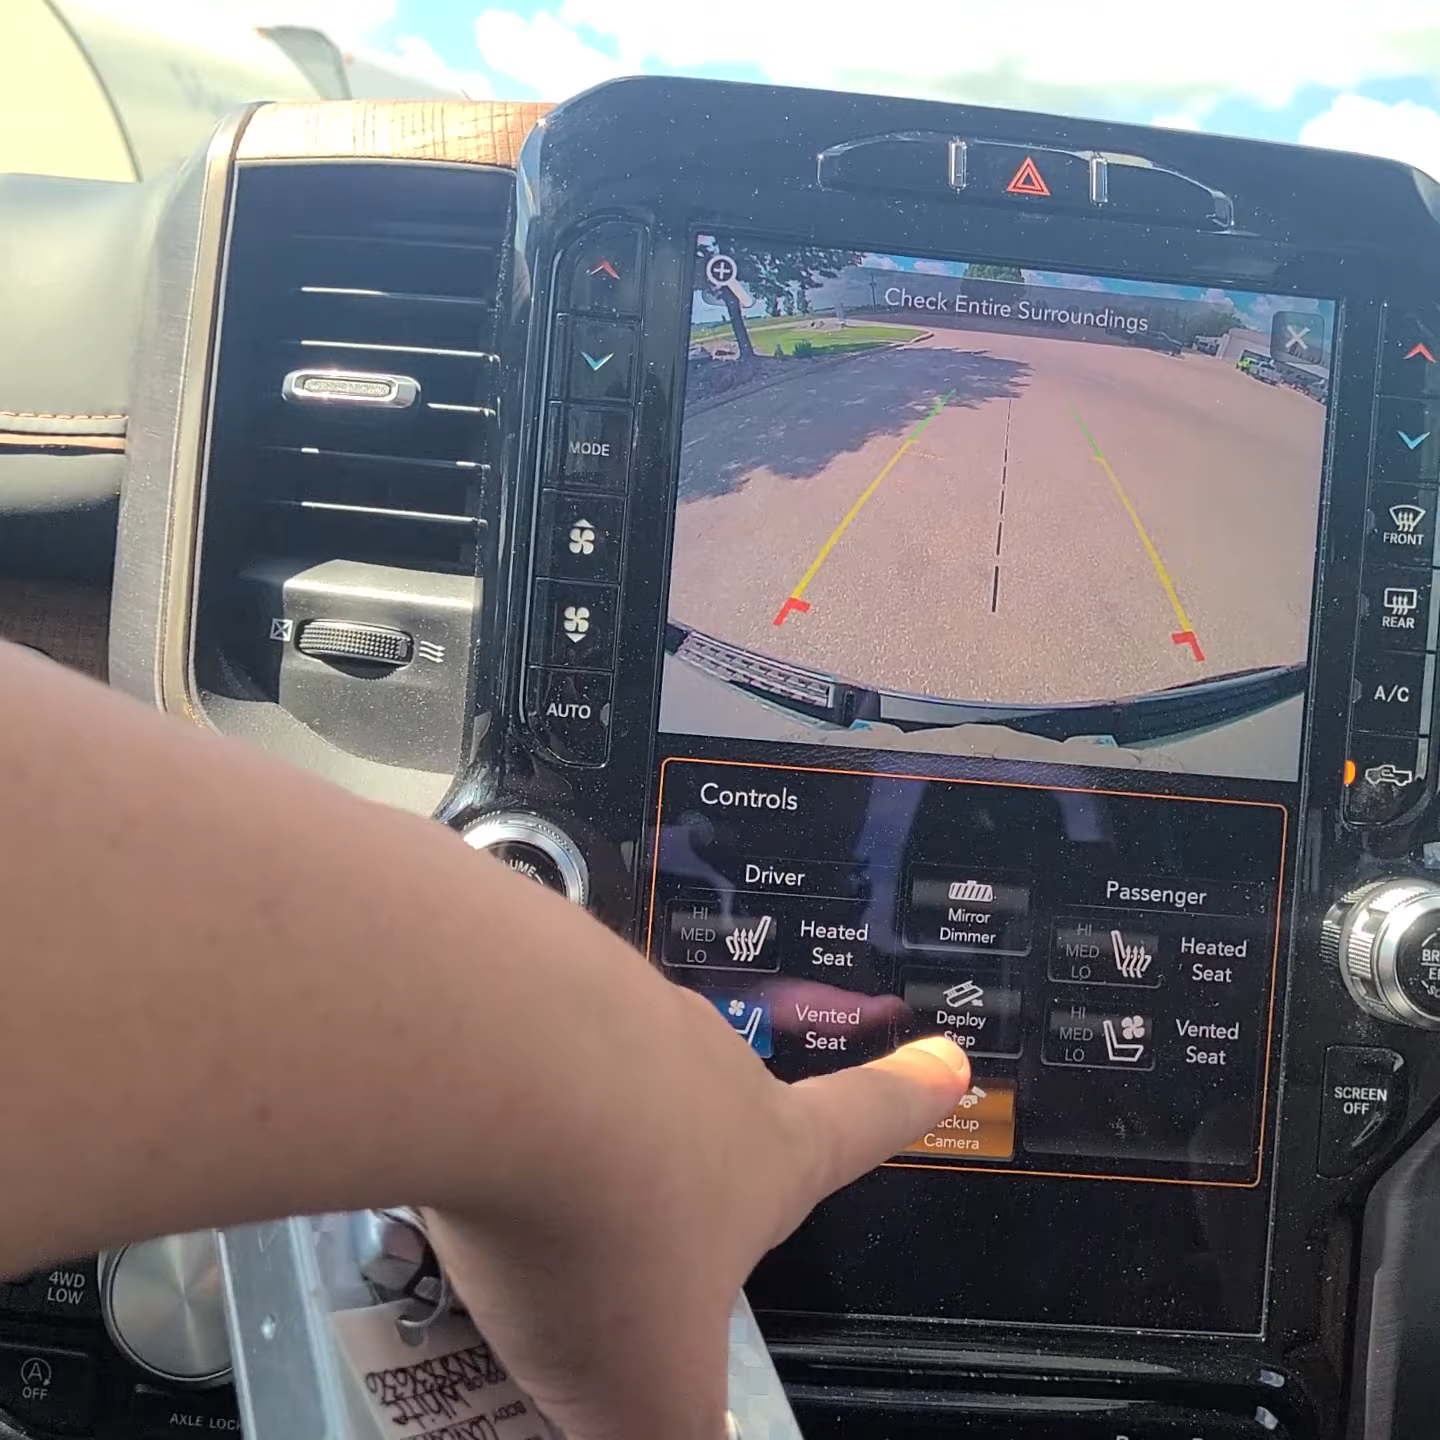 Check Entire Surroundings
MODE
FRONT
REAR
AUTO
A/C
Controls
Driver
Passenger
HI
MED
LO
Heated
Seat
Mirror
Dimmer
HI
MED
LO
Heated
Seat
Vented
Seat
Deploy
Step
HI
MED
LO
Vented
Seat
Camera
SCREEN
OFF
4WD
LOW
A
OFF
AXLE LOCK
White